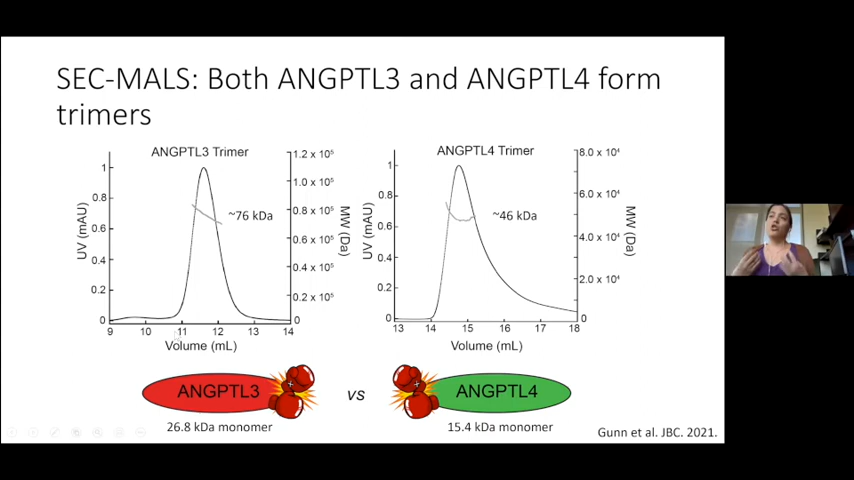 SEC-MALS: Both ANGPTL3 and ANGPTL4 form
trimers
ANGPTL3 Trimer
1
0.8
0.6
0.4
0.2
0
UV (mAU)
9 10 11 12 13 14
Volume (mL)
1.2 x 10⁵
1.0 x 10⁵
0.8 x 10⁵
0.6 x 10⁵
0.4 x 10⁵
0.2 x 10⁵
0
MW (Da)
~76 kDa
ANGPTL4 Trimer
1
0.8
0.6
0.4
0.2
0
UV (mAU)
13 14 15 16 17 18
Volume (mL)
8.0 x 10⁴
6.0 x 10⁴
4.0 x 10⁴
2.0 x 10⁴
0
MW (Da)
~46 kDa
ANGPTL3
vs
ANGPTL4
26.8 kDa monomer
15.4 kDa monomer
Gunn et al. JBC. 2021.